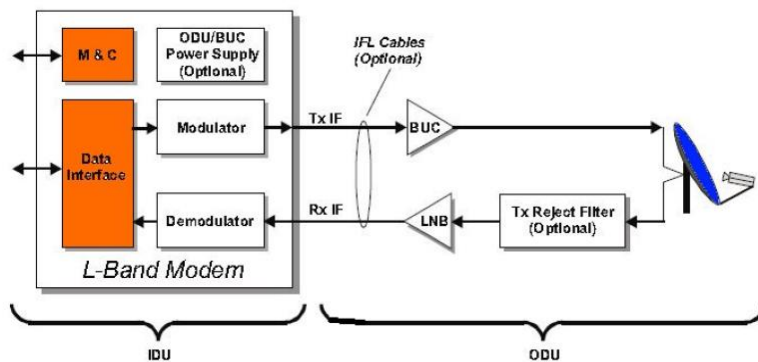 M & C
ODU/BUC
Power Supply
(Optional)
IFL Cables
(Optional)
Data
Interface
Modulator
Tx IF
BUC
Demodulator
Rx IF
LNB
Tx Reject Filter
(Optional)
L-Band Modem
IDU
ODU